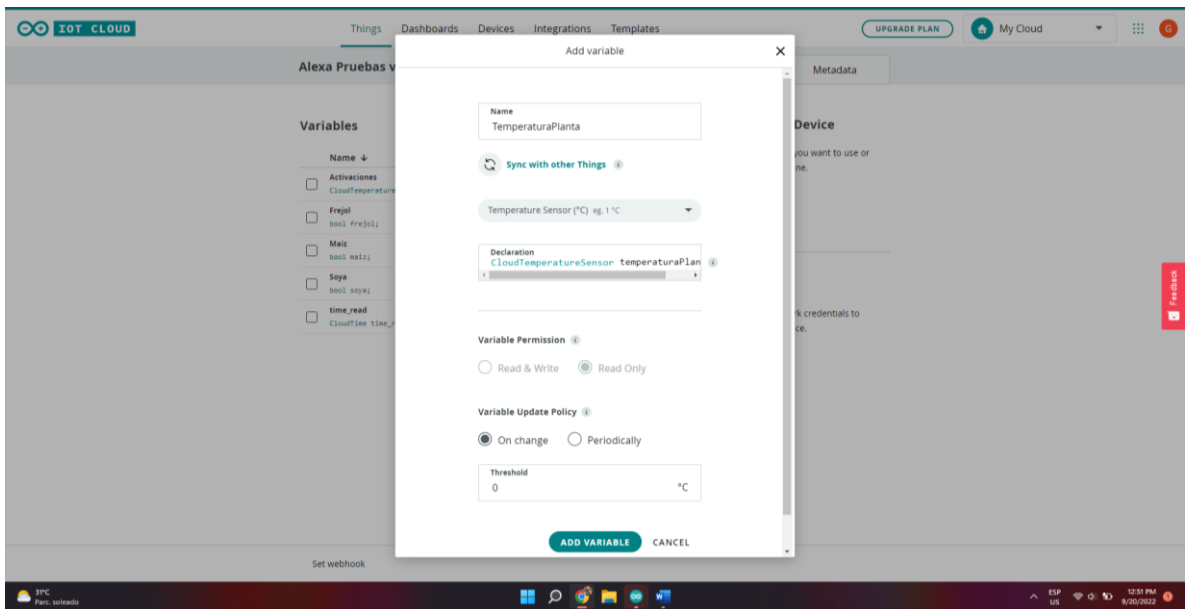 IOT CLOUD
Things Dashboards Devices Integrations Templates
UPGRADE PLAN
My Cloud
G
Add variable
Alexa Pruebas v
Metadata
Variables
Name ↓
Activaciones
CloudTemperature
Frejol
bool frejol;
Maiz
bool maiz;
Soya
bool soya;
time_read
CloudTime time_r
Name
TemperaturaPlanta
Sync with other Things
Temperature Sensor (°C) eg. 1 °C
Declaration
CloudTemperatureSensor temperaturaPlan
Variable Permission
Read & Write Read Only
Variable Update Policy
On change Periodically
Threshold
0 °C
ADD VARIABLE CANCEL
Device
you want to use or
ne.
rk credentials to
ce.
Feedback
Set webhook
31°C
Parc. soleado
ESP
US
12:31 PM
9/20/2022